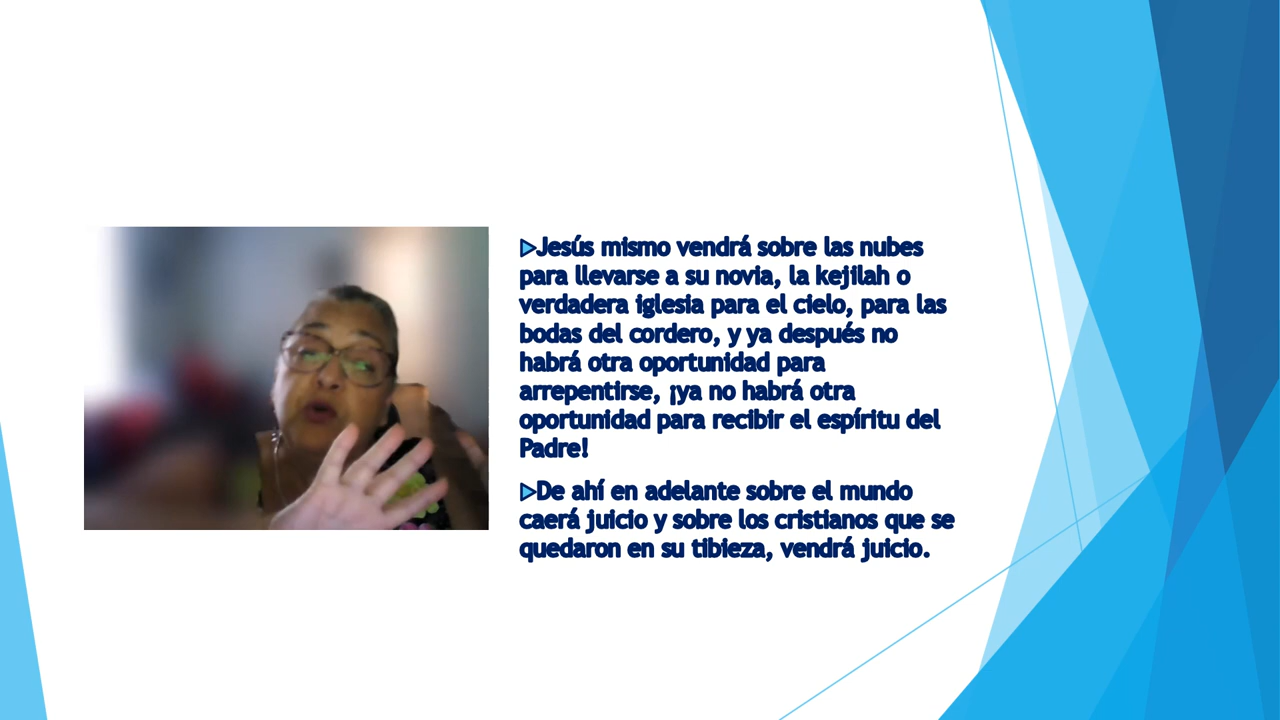 Jesús mismo vendrá sobre las nubes
para llevarse a su novia, la kejilah o
verdadera iglesia para el cielo, para las
bodas del cordero, y ya después no
habrá otra oportunidad para
arrepentirse, ¡ya no habrá otra
oportunidad para recibir el espíritu del
Padre!
De ahí en adelante sobre el mundo
caerá juicio y sobre los cristianos que se
quedaron en su tibieza, vendrá juicio.